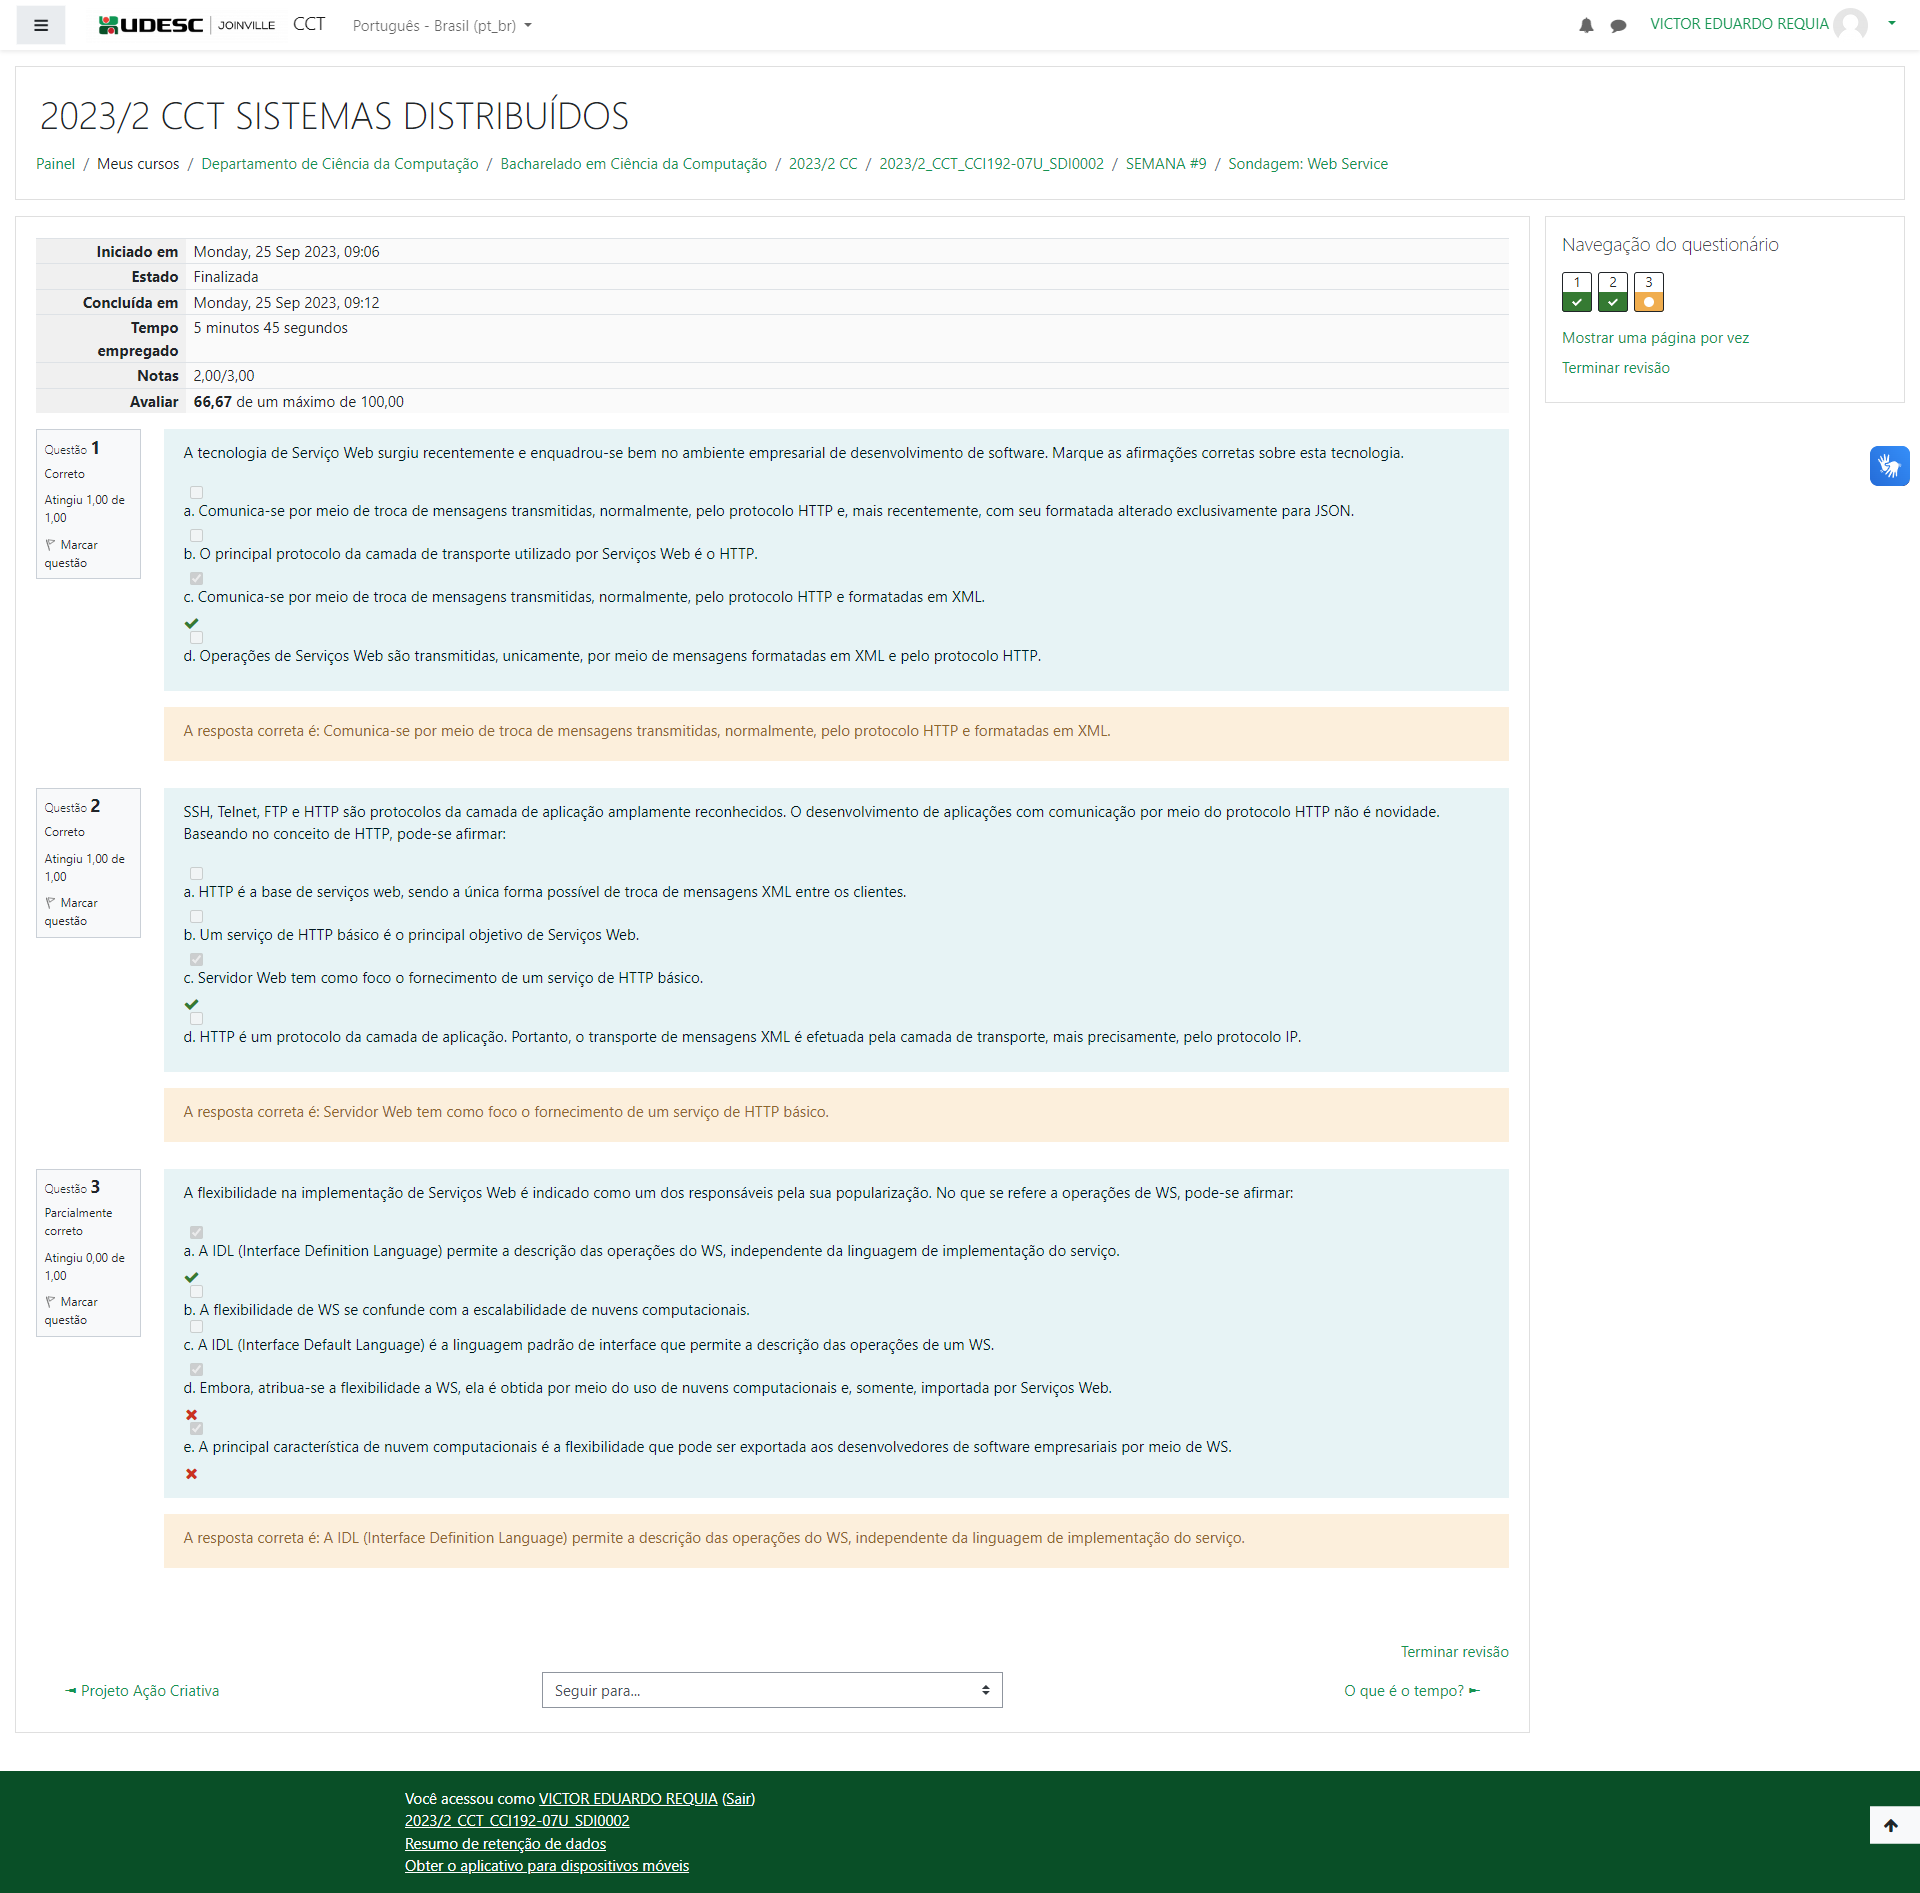 UDESC JOINVILLE CCT Português - Brasil (pt_br) VICTOR EDUARDO REQUIA
2023/2 CCT SISTEMAS DISTRIBUÍDOS
Painel / Meus cursos / Departamento de Ciência da Computação / Bacharelado em Ciência da Computação / 2023/2 CC / 2023/2_CCT_CCI192-07U_SDI0002 / SEMANA #9 / Sondagem: Web Service
Iniciado em Monday, 25 Sep 2023, 09:06
Estado Finalizada
Concluída em Monday, 25 Sep 2023, 09:12
Tempo empregado 5 minutos 45 segundos
Notas 2,00/3,00
Avaliar 66,67 de um máximo de 100,00
Navegação do questionário
1 2 3
Mostrar uma página por vez
Terminar revisão
Questão 1
Correto
Atingiu 1,00 de
1,00
Marcar
questão
A tecnologia de Serviço Web surgiu recentemente e enquadrou-se bem no ambiente empresarial de desenvolvimento de software. Marque as afirmações corretas sobre esta tecnologia.
a. Comunica-se por meio de troca de mensagens transmitidas, normalmente, pelo protocolo HTTP e, mais recentemente, com seu formatada alterado exclusivamente para JSON.
b. O principal protocolo da camada de transporte utilizado por Serviços Web é o HTTP.
c. Comunica-se por meio de troca de mensagens transmitidas, normalmente, pelo protocolo HTTP e formatadas em XML.
d. Operações de Serviços Web são transmitidas, unicamente, por meio de mensagens formatadas em XML e pelo protocolo HTTP.
A resposta correta é: Comunica-se por meio de troca de mensagens transmitidas, normalmente, pelo protocolo HTTP e formatadas em XML.
Questão 2
Correto
Atingiu 1,00 de
1,00
Marcar
questão
SSH, Telnet, FTP e HTTP são protocolos da camada de aplicação amplamente reconhecidos. O desenvolvimento de aplicações com comunicação por meio do protocolo HTTP não é novidade.
Baseando no conceito de HTTP, pode-se afirmar:
a. HTTP é a base de serviços web, sendo a única forma possível de troca de mensagens XML entre os clientes.
b. Um serviço de HTTP básico é o principal objetivo de Serviços Web.
c. Servidor Web tem como foco o fornecimento de um serviço de HTTP básico.
d. HTTP é um protocolo da camada de aplicação. Portanto, o transporte de mensagens XML é efetuada pela camada de transporte, mais precisamente, pelo protocolo IP.
A resposta correta é: Servidor Web tem como foco o fornecimento de um serviço de HTTP básico.
Questão 3
Parcialmente
correto
Atingiu 0,00 de
1,00
Marcar
questão
A flexibilidade na implementação de Serviços Web é indicado como um dos responsáveis pela sua popularização. No que se refere a operações de WS, pode-se afirmar:
a. A IDL (Interface Definition Language) permite a descrição das operações do WS, independente da linguagem de implementação do serviço.
b. A flexibilidade de WS se confunde com a escalabilidade de nuvens computacionais.
c. A IDL (Interface Default Language) é a linguagem padrão de interface que permite a descrição das operações de um WS.
d. Embora, atribua-se a flexibilidade a WS, ela é obtida por meio do uso de nuvens computacionais e, somente, importada por Serviços Web.
e. A principal característica de nuvem computacionais é a flexibilidade que pode ser exportada aos desenvolvedores de software empresariais por meio de WS.
A resposta correta é: A IDL (Interface Definition Language) permite a descrição das operações do WS, independente da linguagem de implementação do serviço.
Terminar revisão
◄ Projeto Ação Criativa Seguir para... O que é o tempo? ►
Você acessou como VICTOR EDUARDO REQUIA (Sair)
2023/2_CCT_CCI192-07U_SDI0002
Resumo de retenção de dados
Obter o aplicativo para dispositivos móveis